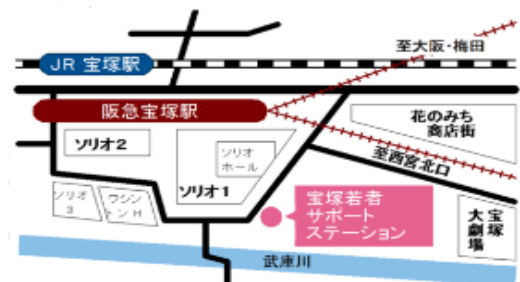 至大阪・梅田
JR 宝塚駅
阪急宝塚駅
花のみち
商店街
ソリオ2
ソリオ
ホール
至西宮北口
ソリオ1
ソリオ
3
ワシン
トンH
宝塚若者
サポート
ステーション
宝塚
大劇場
武庫川